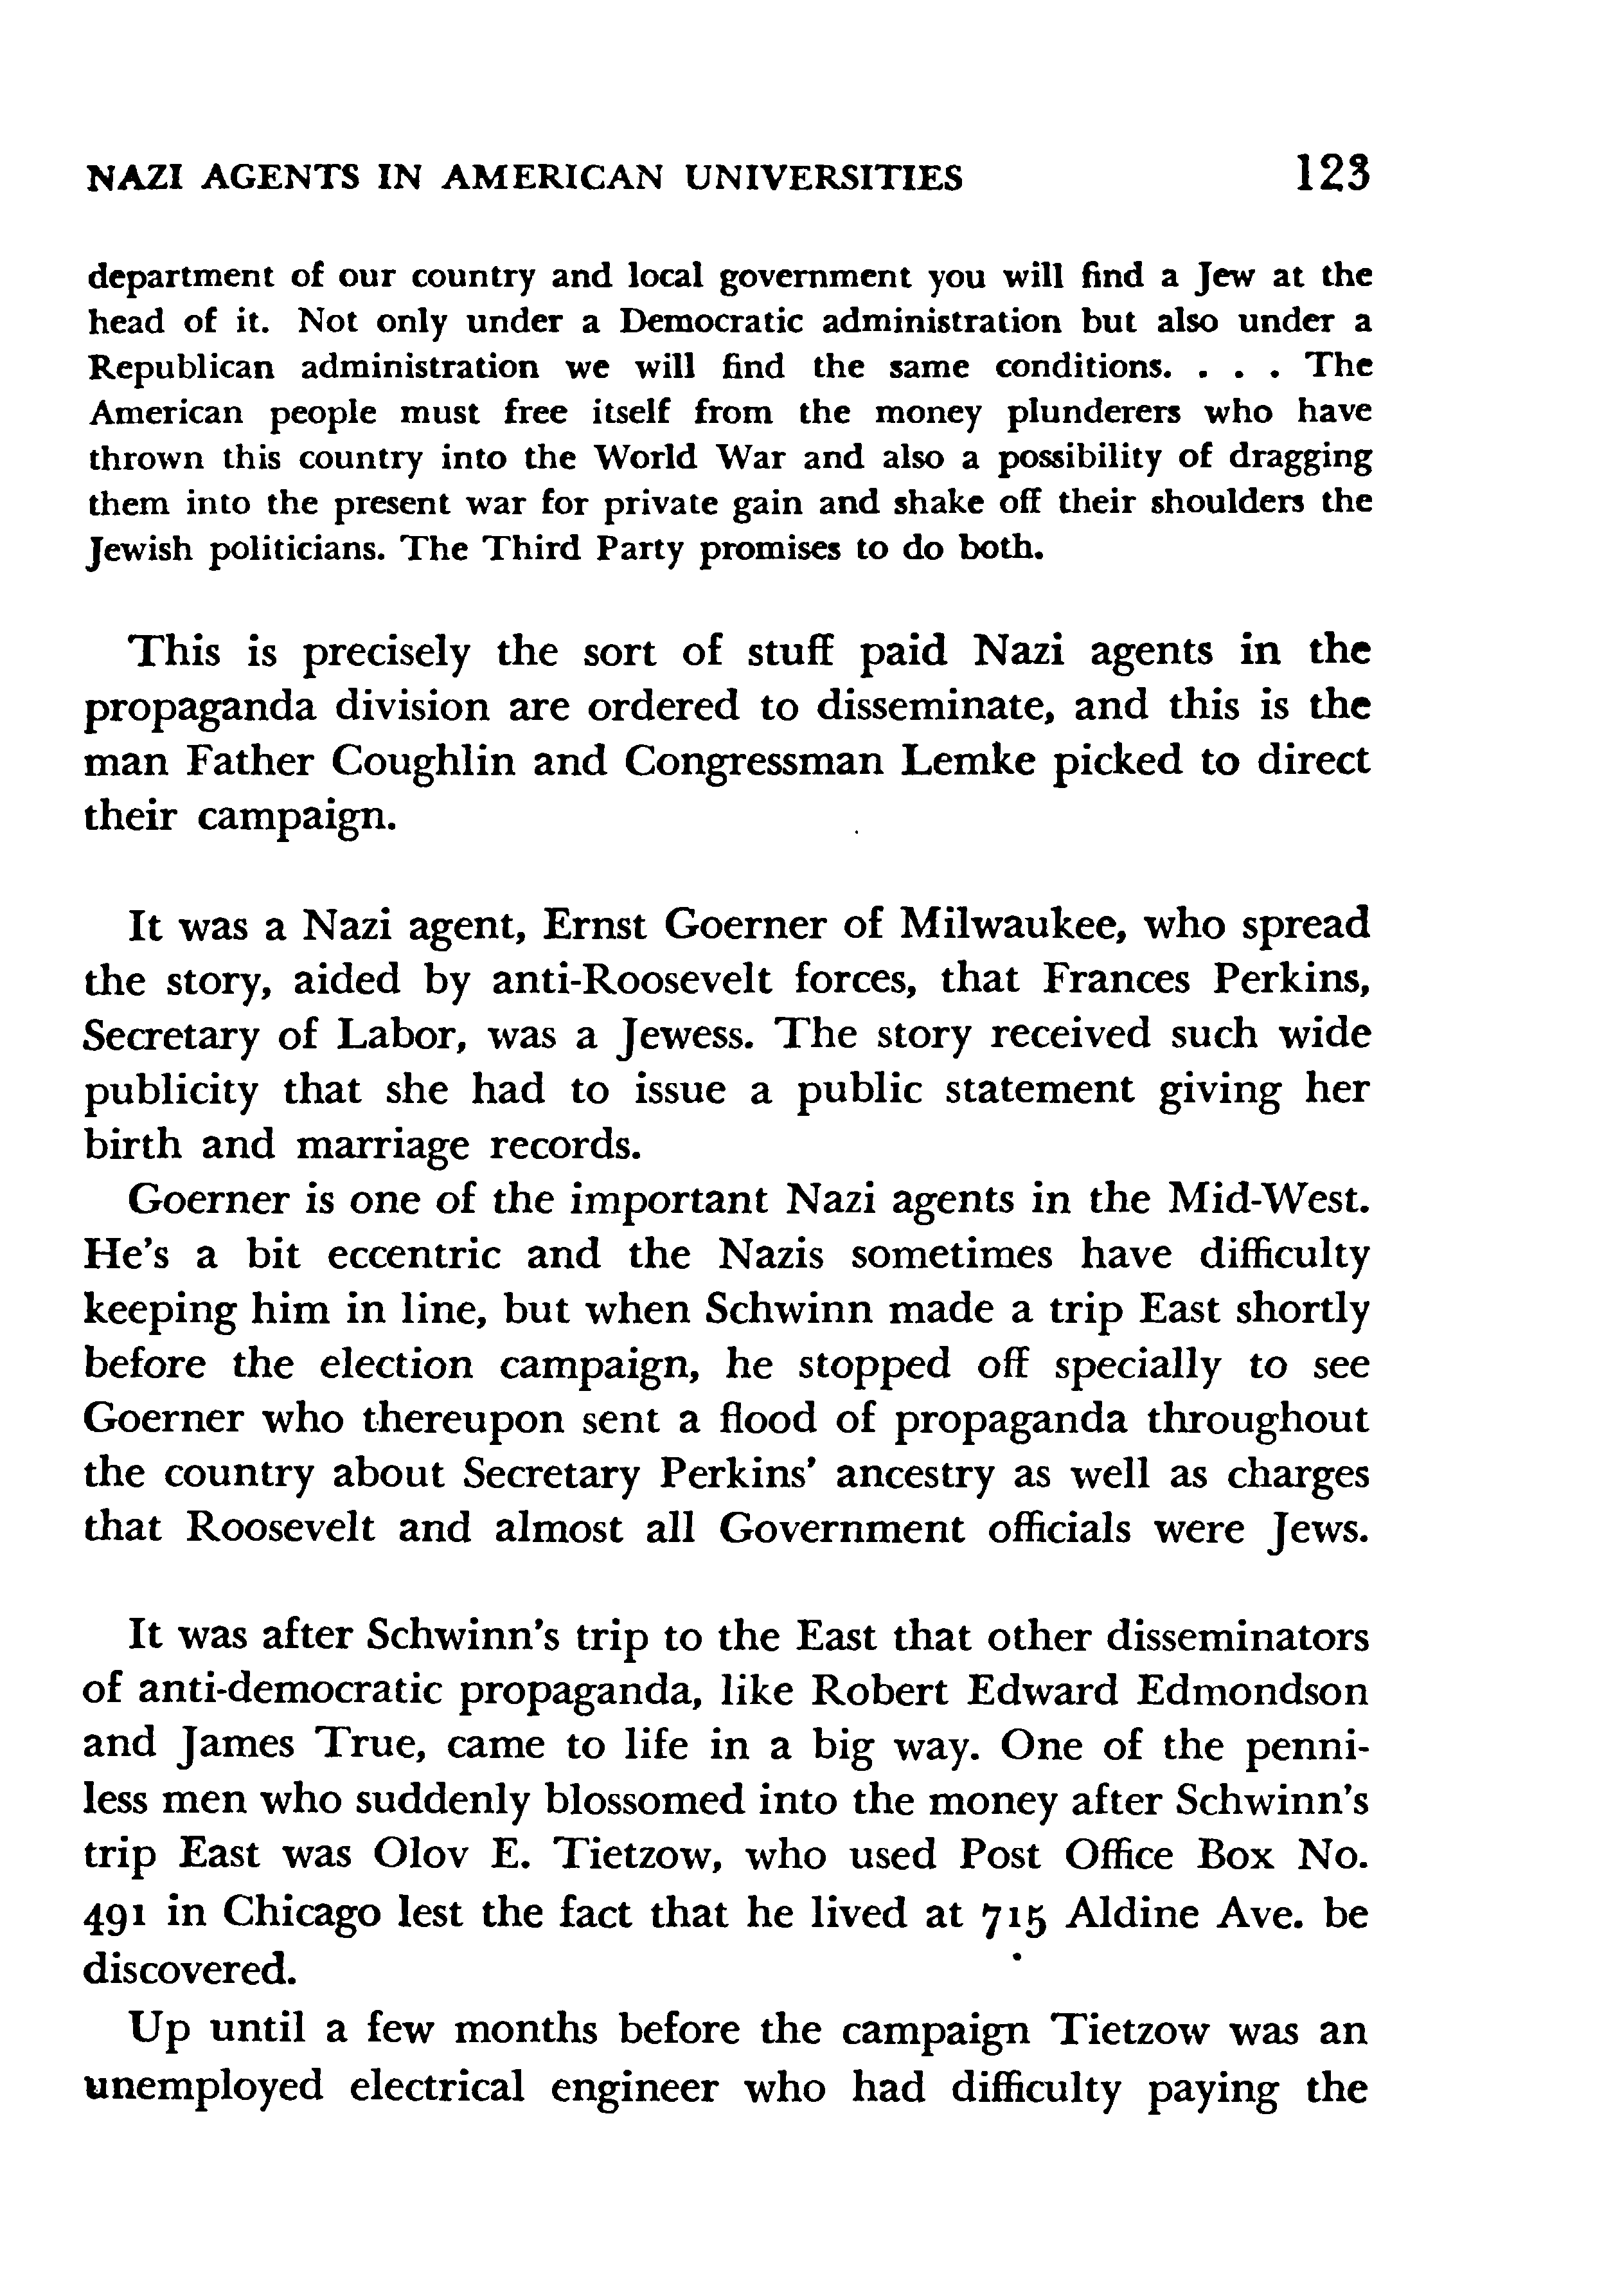 NAZI AGENTS IN AMERICAN UNIVERSITIES 123
department of our country and local government you will find a Jew at the
head of it. Not only under a Democratic administration but also under a
Republican administration we will find the same conditions. . . . The
American people must free itself from the money plunderers who have
thrown this country into the World War and also a possibility of dragging
them into the present war for private gain and shake off their shoulders the
Jewish politicians. The Third Party promises to do both.
This is precisely the sort of stuff paid Nazi agents in the
propaganda division are ordered to disseminate, and this is the
man Father Coughlin and Congressman Lemke picked to direct
their campaign.
It was a Nazi agent, Ernst Goerner of Milwaukee, who spread
the story, aided by anti-Roosevelt forces, that Frances Perkins,
Secretary of Labor, was a Jewess. The story received such wide
publicity that she had to issue a public statement giving her
birth and marriage records.
Goerner is one of the important Nazi agents in the Mid-West.
He's a bit eccentric and the Nazis sometimes have difficulty
keeping him in line, but when Schwinn made a trip East shortly
before the election campaign, he stopped off specially to see
Goerner who thereupon sent a flood of propaganda throughout
the country about Secretary Perkins' ancestry as well as charges
that Roosevelt and almost all Government officials were Jews.
It was after Schwinn's trip to the East that other disseminators
of anti-democratic propaganda, like Robert Edward Edmondson
and James True, came to life in a big way. One of the penni-
less men who suddenly blossomed into the money after Schwinn's
trip East was Olov E. Tietzow, who used Post Office Box No.
491 in Chicago lest the fact that he lived at 715 Aldine Ave. be
discovered.
Up until a few months before the campaign Tietzow was an
unemployed electrical engineer who had difficulty paying the